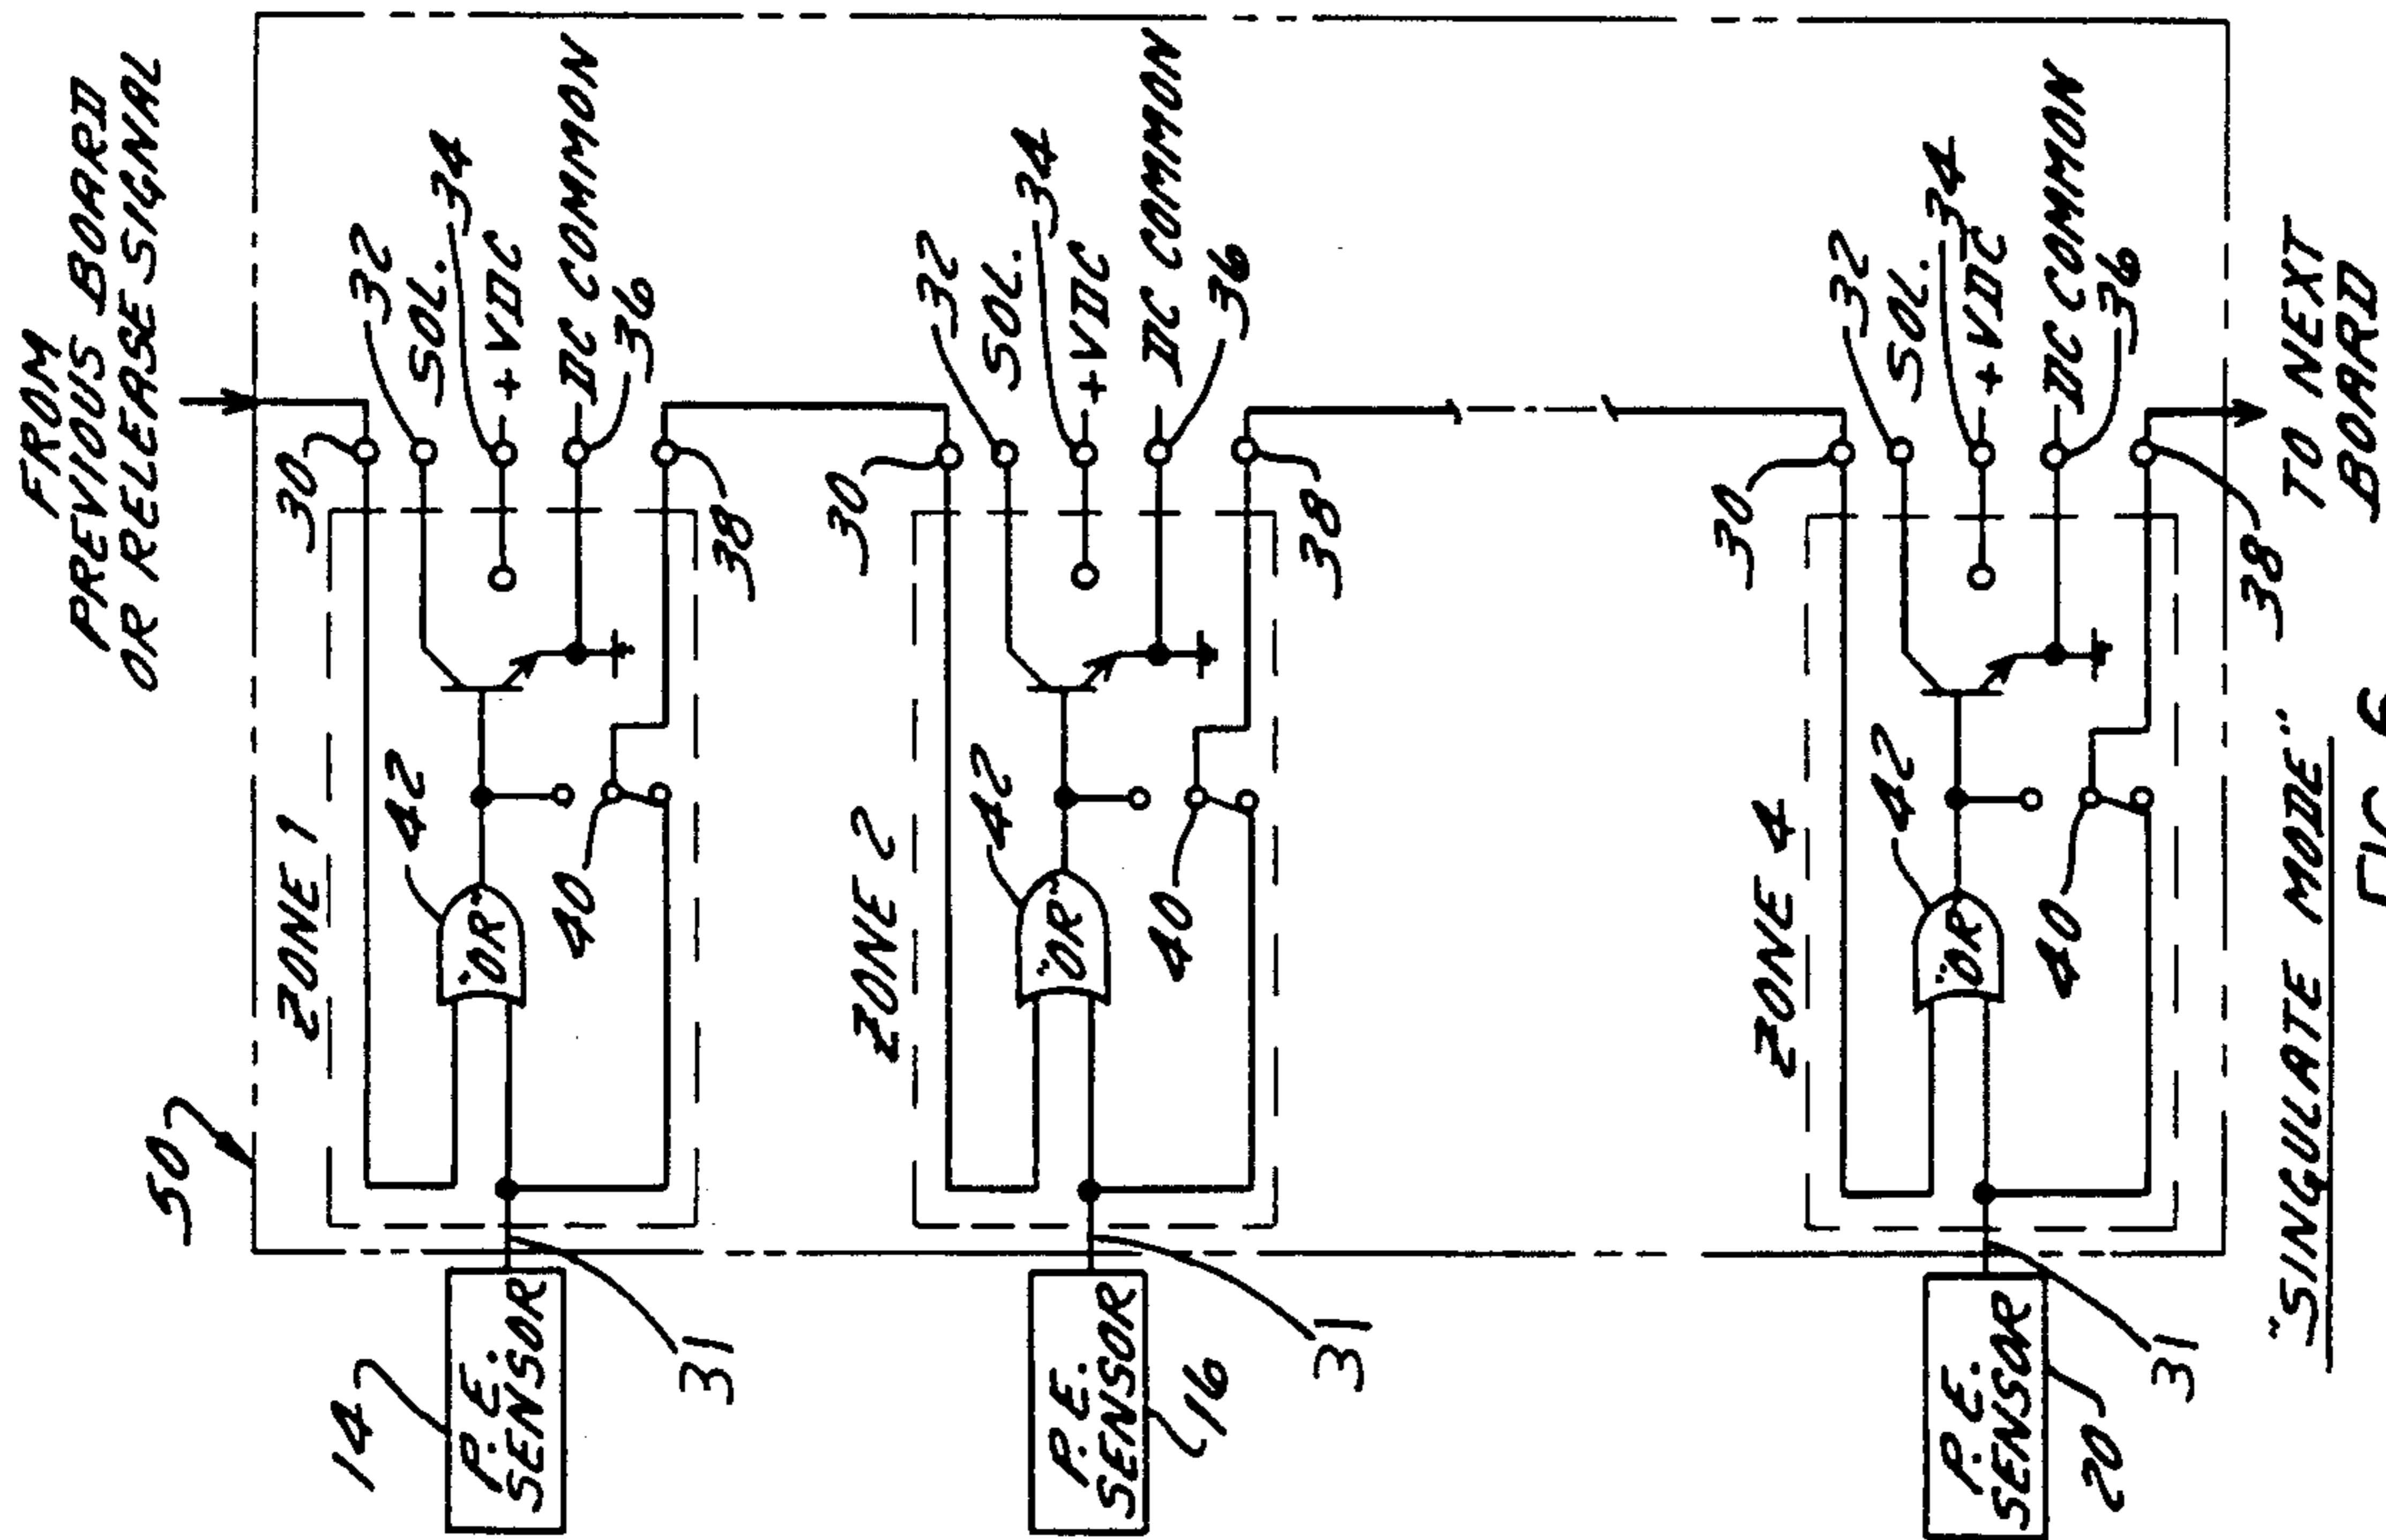 FROM
PREVIOUS BOARD
OR RELEASE SIGNAL
50
ZONE 1
30
32
SOL.
34
+VDC
DC COMMON
36
38
42
"OR"
40
14
P.E.
SENSOR
31
ZONE 2
30
32
SOL.
34
+VDC
DC COMMON
36
38
42
"OR"
40
P.E.
SENSOR
16
31
ZONE 4
30
32
SOL.
34
+VDC
DC COMMON
36
38
42
"OR"
40
P.E.
SENSOR
20
31
TO NEXT
BOARD
"SINGULATE MODE"